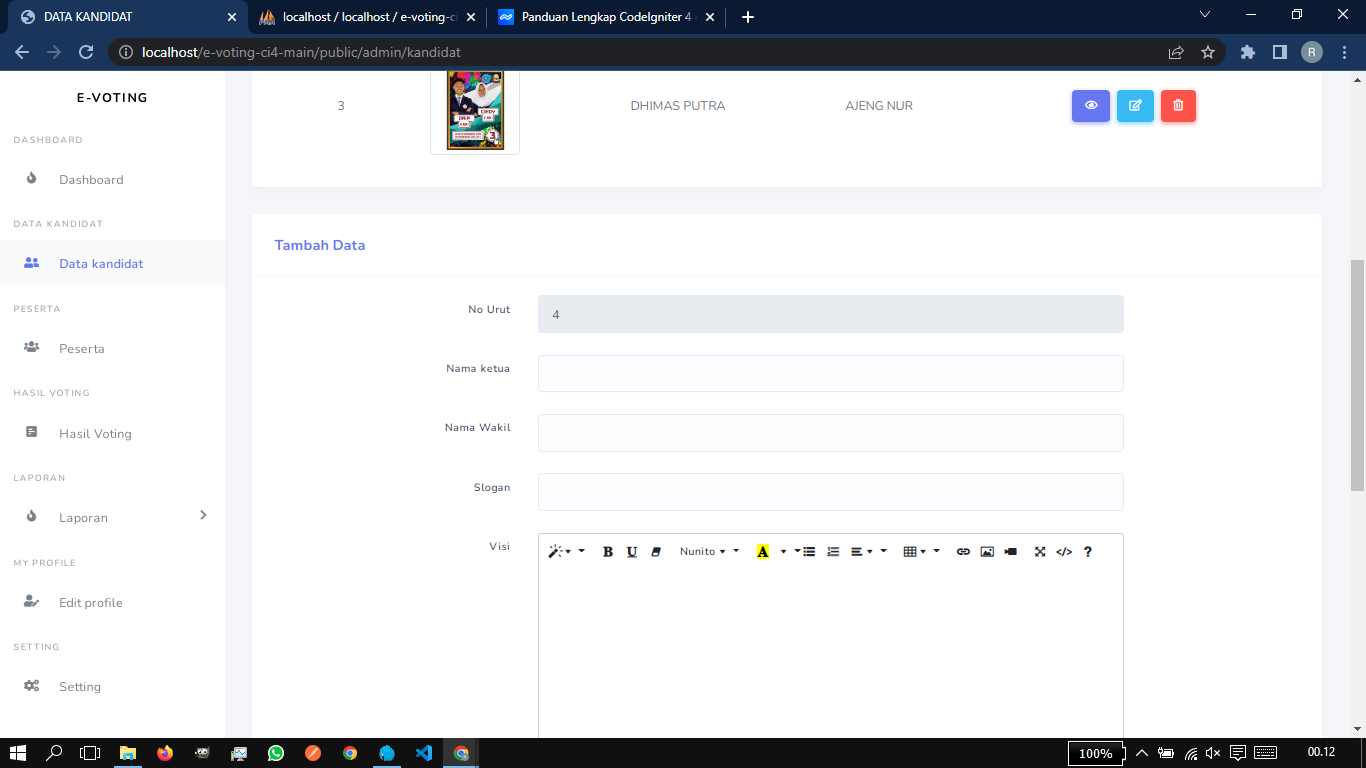 DATA KANDIDAT
localhost / localhost / e-voting-ci
Panduan Lengkap CodeIgniter 4
localhost/e-voting-ci4-main/public/admin/kandidat
R
E-VOTING
DASHBOARD
Dashboard
DATA KANDIDAT
Data kandidat
PESERTA
Peserta
HASIL VOTING
Hasil Voting
LAPORAN
Laporan
MY PROFILE
Edit profile
SETTING
Setting
3
DHIMAS PUTRA
AJENG NUR
Tambah Data
No Urut
4
Nama ketua
Nama Wakil
Slogan
Visi
B U Nunito A </> ?
100%
00.12